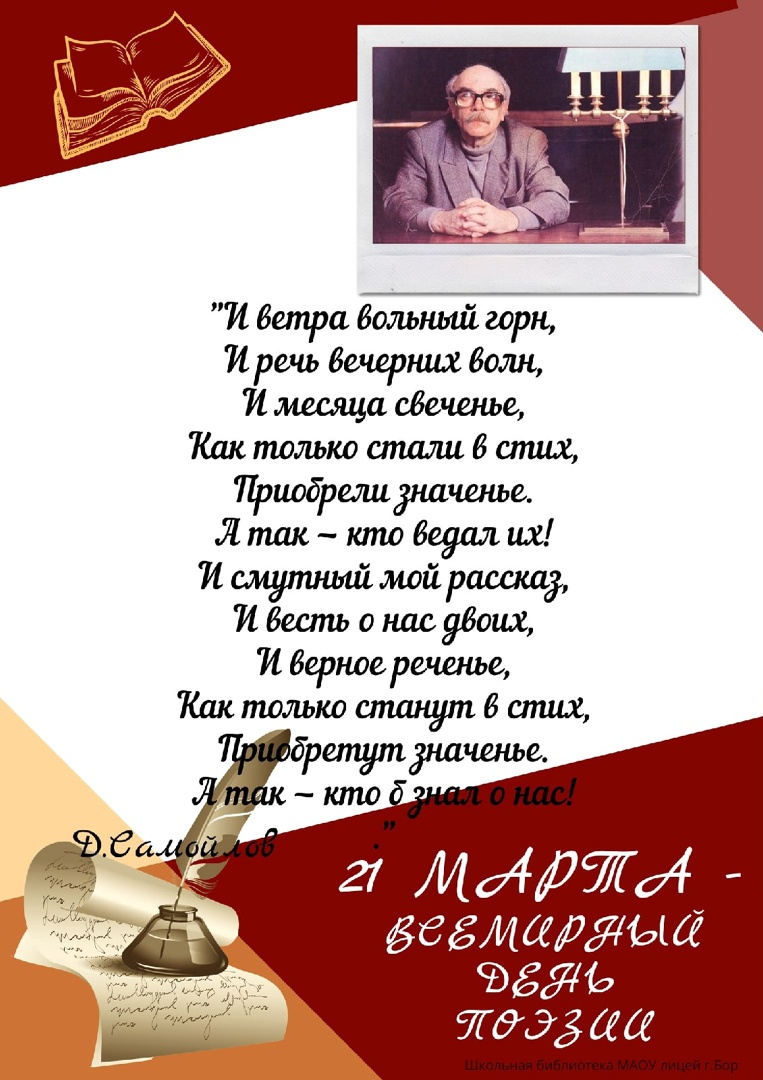 "И ветра вольный горн,
И речь вечерних волн,
И месяца свеченье,
Как только стали в стих,
Приобрели значенье.
А так – кто ведал их!
И смутный мой рассказ,
И весть о нас двоих,
И верное реченье,
Как только станут в стих,
Приобретут значенье.
А так – кто б знал о нас!
."
Д.Самойлов
21 МАРТА -
ВСЕМИРНЫЙ
ДЕНЬ
ПОЭЗИИ
Школьная библиотека МАОУ лицей г.Бор